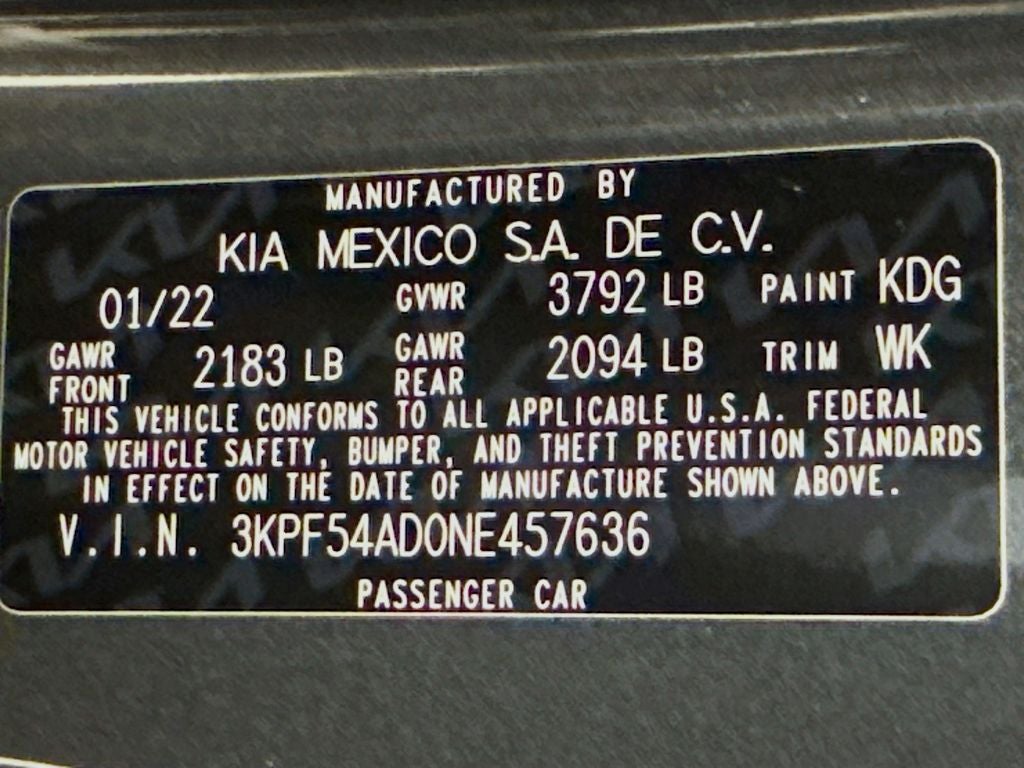 MANUFACTURED BY
KIA MEXICO S.A. DE C.V.
01/22 GVWR 3792 LB PAINT KDG
GAWR FRONT 2183 LB GAWR REAR 2094 LB TRIM WK
THIS VEHICLE CONFORMS TO ALL APPLICABLE U.S.A. FEDERAL
MOTOR VEHICLE SAFETY, BUMPER, AND THEFT PREVENTION STANDARDS
IN EFFECT ON THE DATE OF MANUFACTURE SHOWN ABOVE.
V.I.N. 3KPF54AD0NE457636
PASSENGER CAR